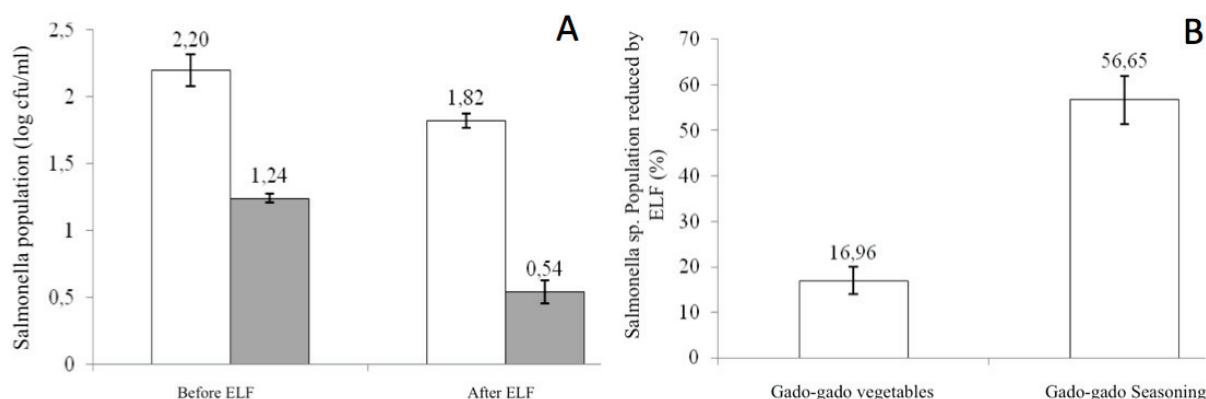 A
Salmonella population (log cfu/ml)
2,5
2
1,5
1
0,5
0
2,20
1,24
1,82
0,54
Before ELF
After ELF
B
Salmonella sp. Population reduced by
ELF (%)
70
60
50
40
30
20
10
0
16,96
56,65
Gado-gado vegetables
Gado-gado Seasoning